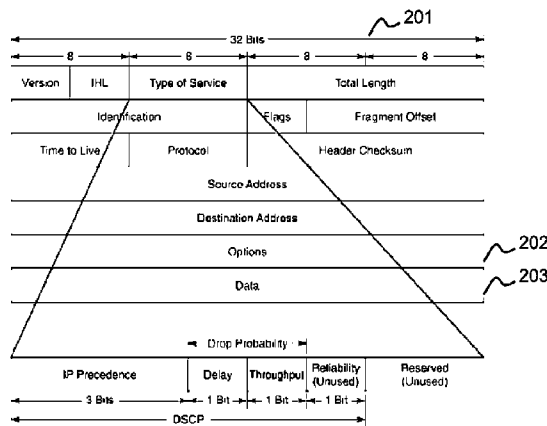 201
32 Bits
8 8 8 8
Version IHL Type of Service Total Length
Identification Flags Fragment Offset
Time to Live Protocol Header Checksum
Source Address
Destination Address
Options
202
Data
203
Drop Probability
IP Precedence Delay Throughput Reliability (Unused) Reserved (Unused)
3 Bits 1 Bit 1 Bit 1 Bit
DSCP